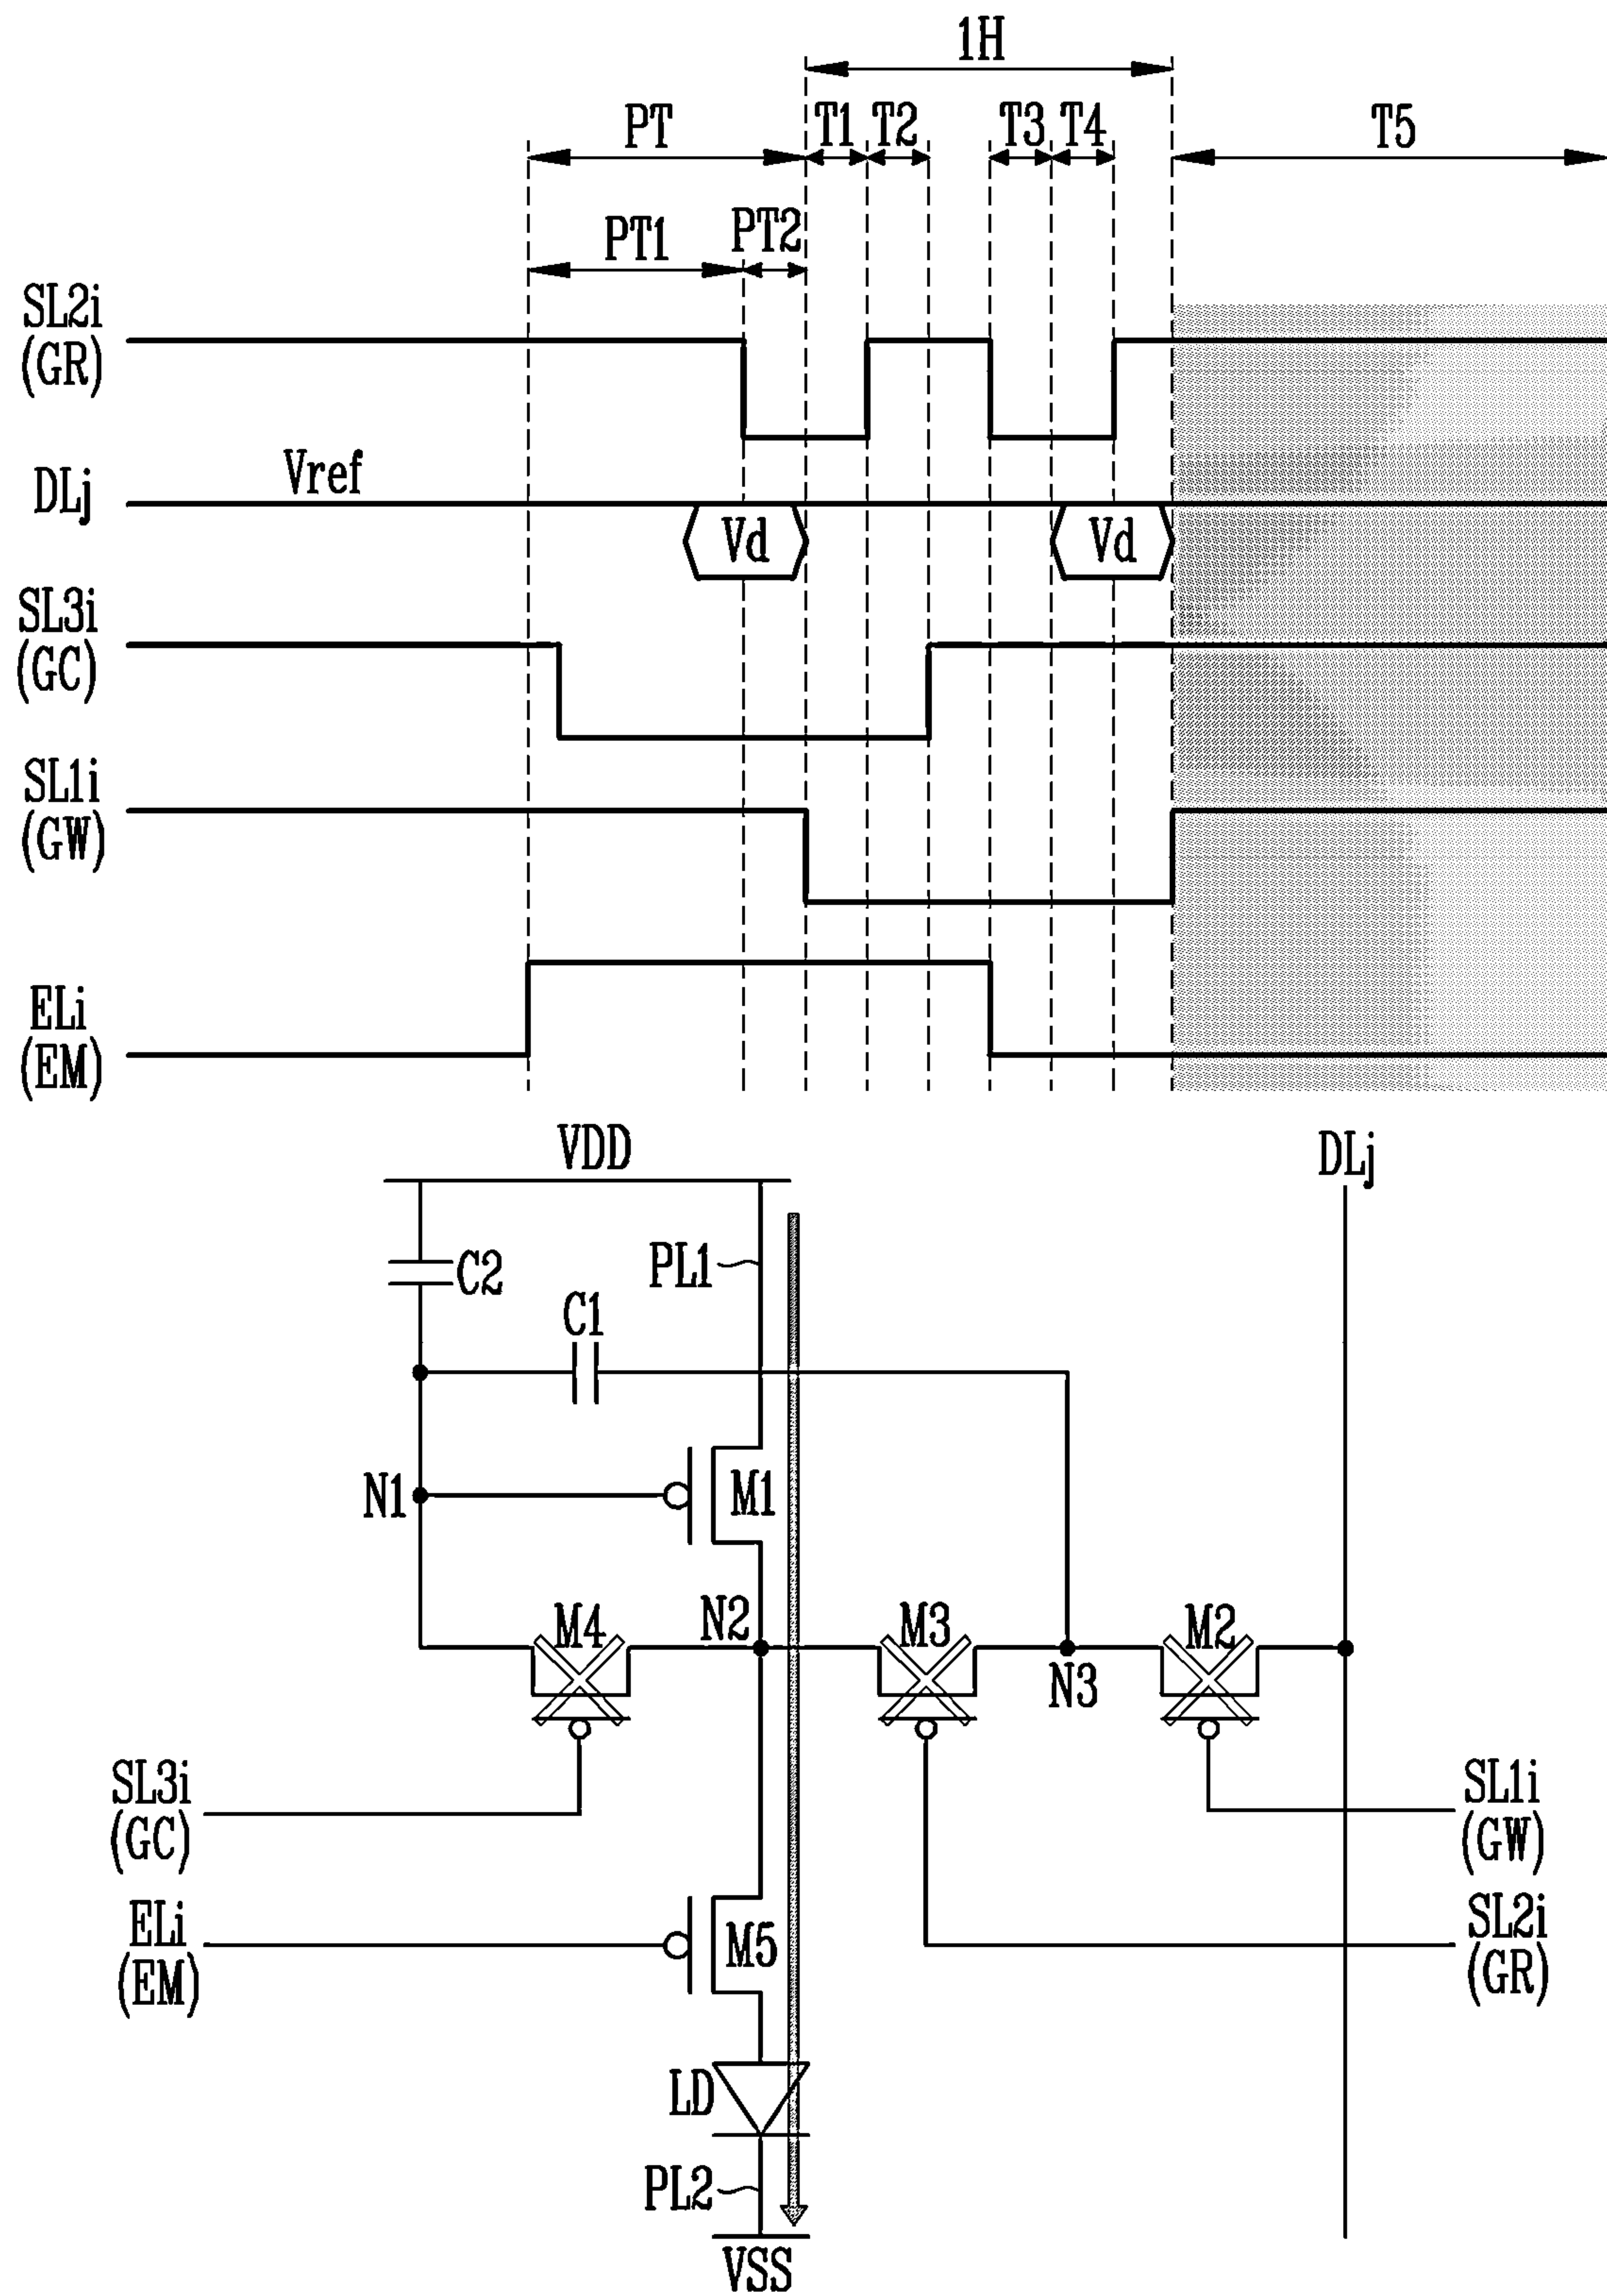 1H
PT T1 T2 T3 T4 T5
PT1 PT2
SL2i
(GR)
Vref
DLj
Vd Vd
SL3i
(GC)
SL1i
(GW)
ELi
(EM)
VDD DLj
C2 PL1
C1
N1 M1
M4 N2 M3 M2
N3
SL3i
(GC)
SL1i
(GW)
ELi
(EM)
M5
SL2i
(GR)
LD
PL2
VSS